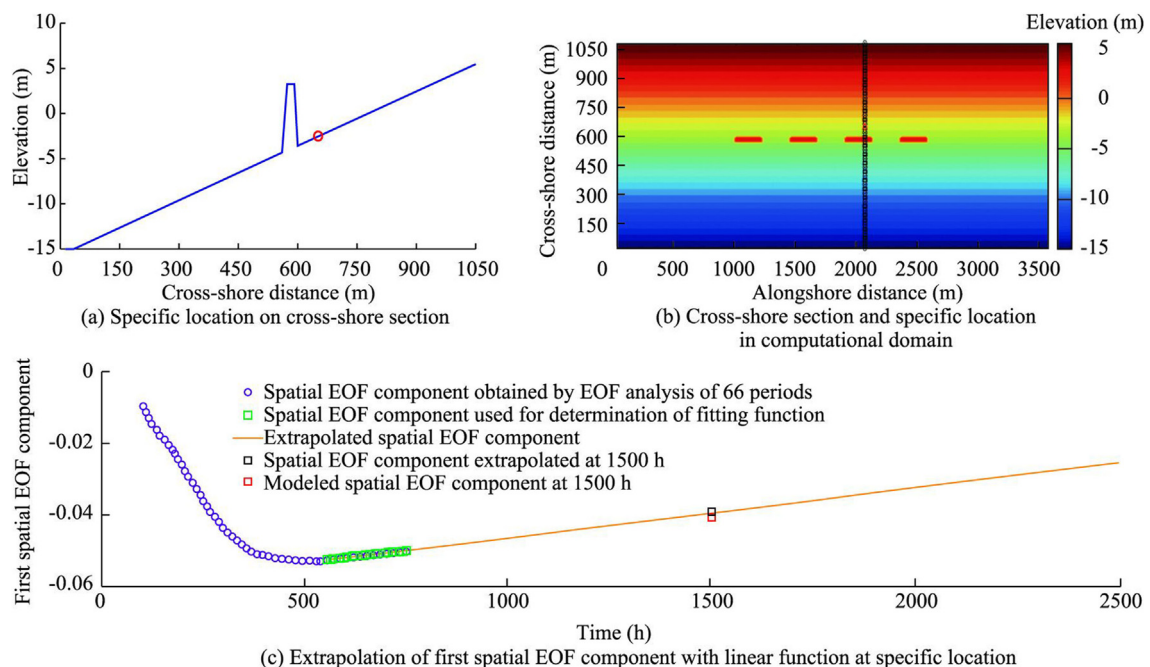 Elevation (m)
10
5
0
-5
-10
-15
0 150 300 450 600 750 900 1050
Cross-shore distance (m)
(a) Specific location on cross-shore section
Elevation (m)
Cross-shore distance (m)
1050
900
750
600
450
300
150
0 500 1000 1500 2000 2500 3000 3500
Alongshore distance (m)
5
0
-5
-10
-15
(b) Cross-shore section and specific location
in computational domain
First spatial EOF component
-0
-0.02
-0.04
-0.06
Spatial EOF component obtained by EOF analysis of 66 periods
Spatial EOF component used for determination of fitting function
Extrapolated spatial EOF component
Spatial EOF component extrapolated at 1500 h
Modeled spatial EOF component at 1500 h
0 500 1000 1500 2000 2500
Time (h)
(c) Extrapolation of first spatial EOF component with linear function at specific location